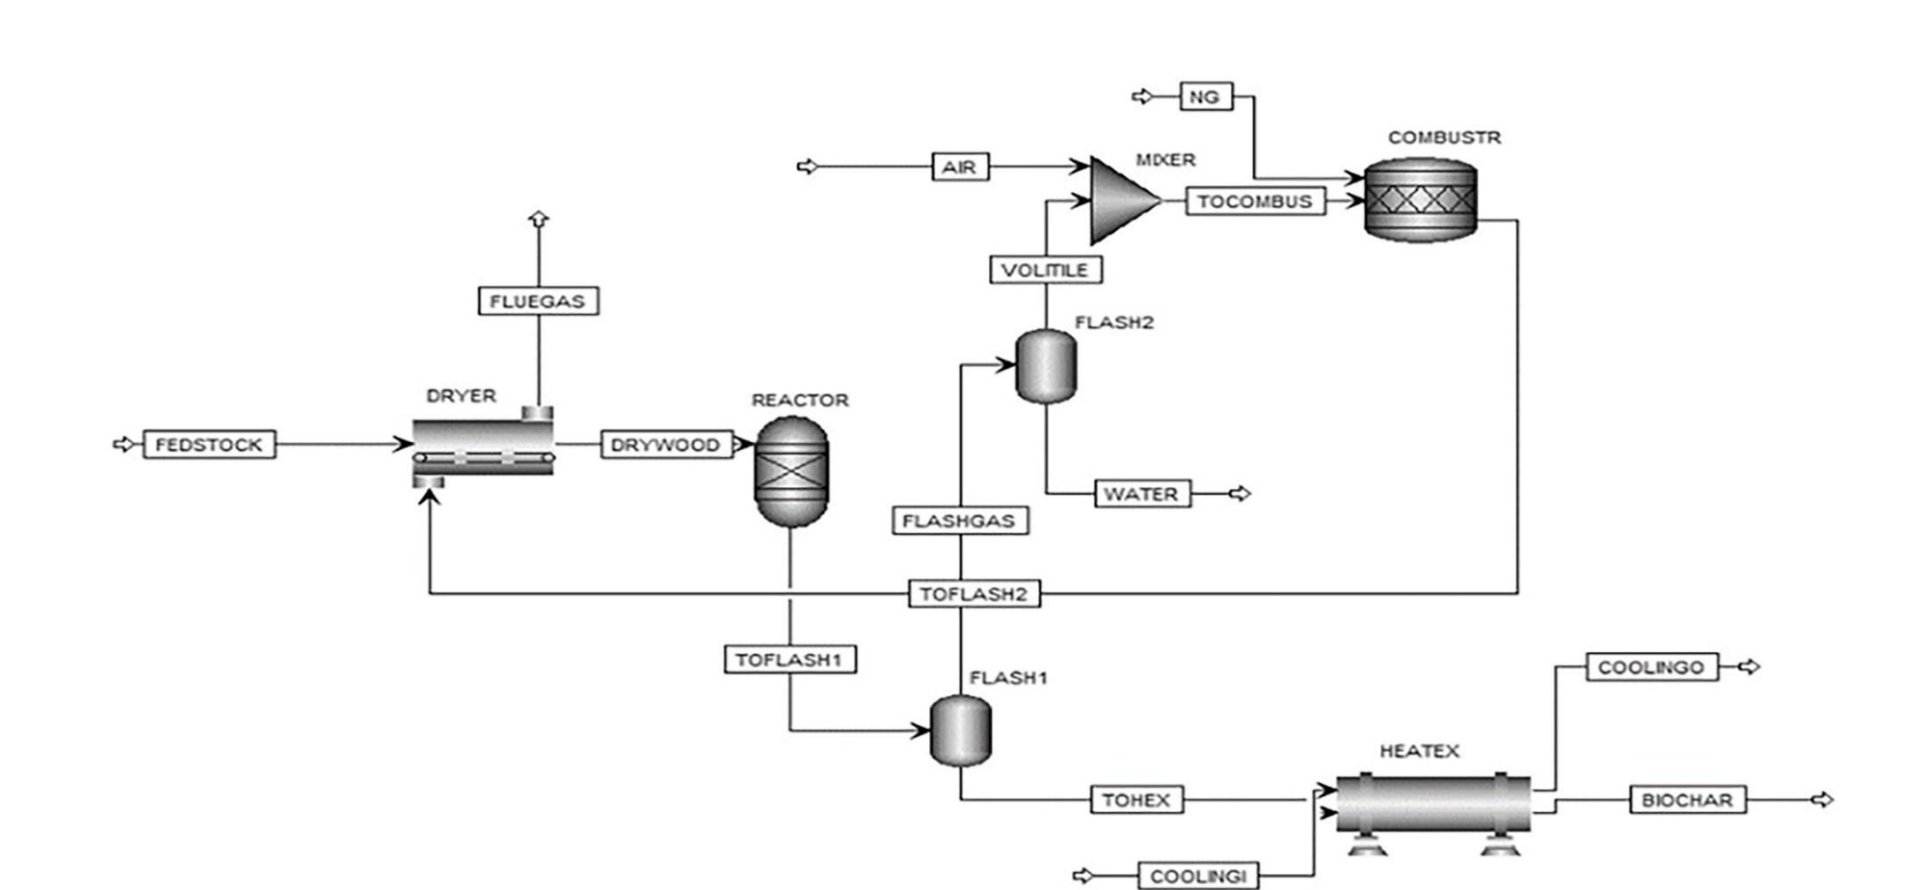 NG
COMBUSTR
MIXER
AIR
TOCOMBUS
VOLITILE
FLUEGAS
FLASH2
DRYER
REACTOR
FEDSTOCK
DRYWOOD
WATER
FLASHGAS
TOFLASH2
TOFLASH1
COOLINGO
FLASH1
HEATEX
TOHEX
BIOCHAR
COOLINGI